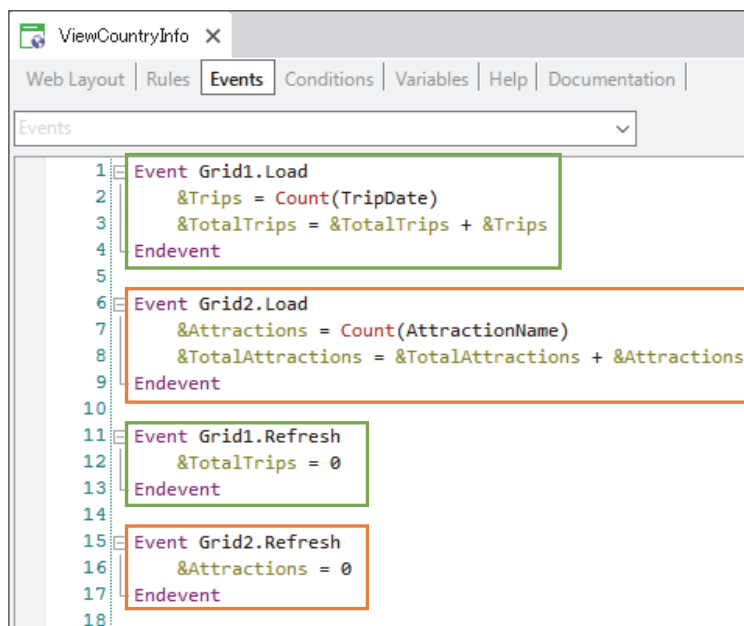 ViewCountryInfo
Web Layout Rules Events Conditions Variables Help Documentation
Events
1 Event Grid1.Load
2 &Trips = Count(TripDate)
3 &TotalTrips = &TotalTrips + &Trips
4 Endevent
5
6 Event Grid2.Load
7 &Attractions = Count(AttractionName)
8 &TotalAttractions = &TotalAttractions + &Attractions
9 Endevent
10
11 Event Grid1.Refresh
12 &TotalTrips = 0
13 Endevent
14
15 Event Grid2.Refresh
16 &Attractions = 0
17 Endevent
18